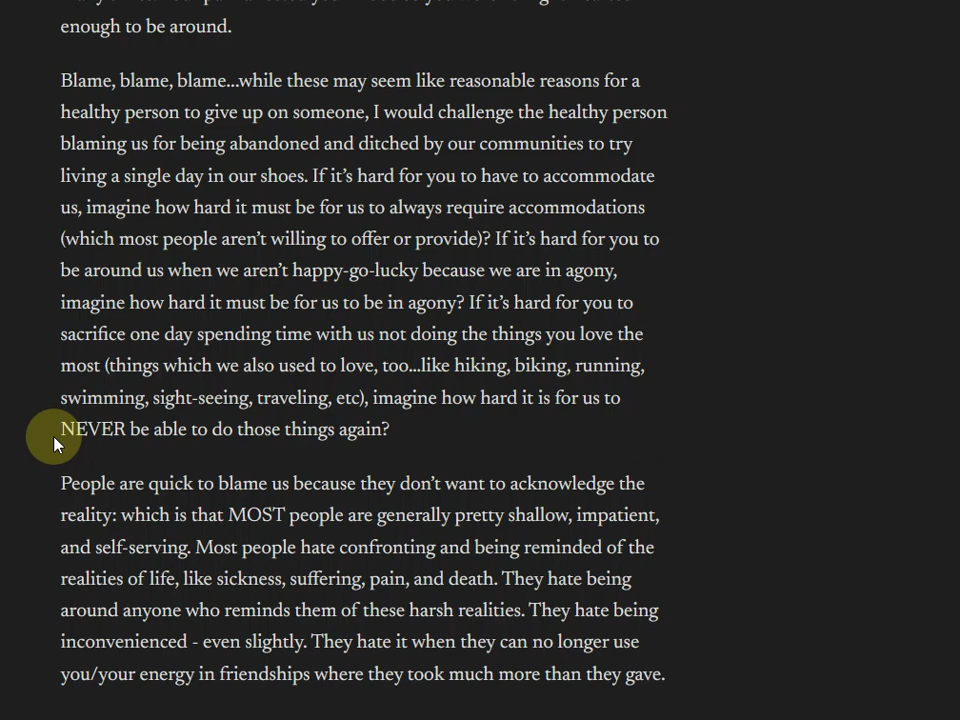 enough to be around.
Blame, blame, blame...while these may seem like reasonable reasons for a
healthy person to give up on someone, I would challenge the healthy person
blaming us for being abandoned and ditched by our communities to try
living a single day in our shoes. If it’s hard for you to have to accommodate
us, imagine how hard it must be for us to always require accommodations
(which most people aren’t willing to offer or provide)? If it’s hard for you to
be around us when we aren’t happy-go-lucky because we are in agony,
imagine how hard it must be for us to be in agony? If it’s hard for you to
sacrifice one day spending time with us not doing the things you love the
most (things which we also used to love, too...like hiking, biking, running,
swimming, sight-seeing, traveling, etc), imagine how hard it is for us to
NEVER be able to do those things again?
People are quick to blame us because they don’t want to acknowledge the
reality: which is that MOST people are generally pretty shallow, impatient,
and self-serving. Most people hate confronting and being reminded of the
realities of life, like sickness, suffering, pain, and death. They hate being
around anyone who reminds them of these harsh realities. They hate being
inconvenienced - even slightly. They hate it when they can no longer use
you/your energy in friendships where they took much more than they gave.